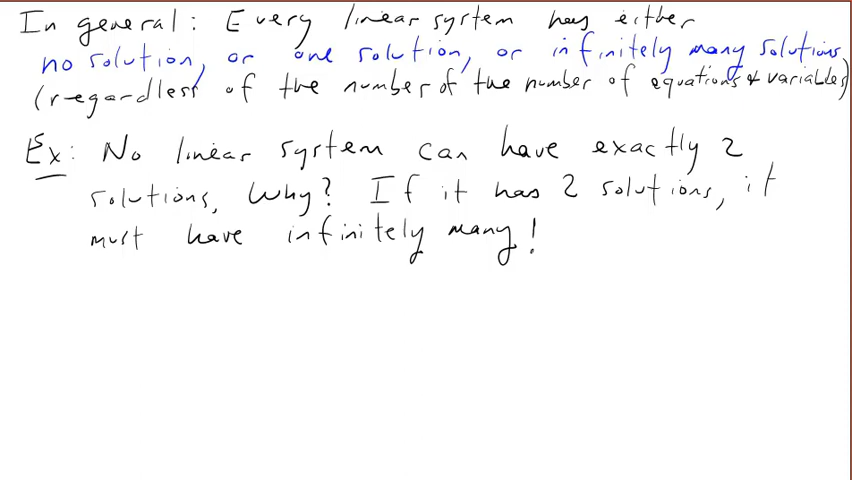 In general: Every linear system has either
no solution, or one solution, or infinitely many solutions
(regardless of the number of the number of equations & variables)
Ex: No linear system can have exactly 2
solutions. Why? If it has 2 solutions, it
must have infinitely many!